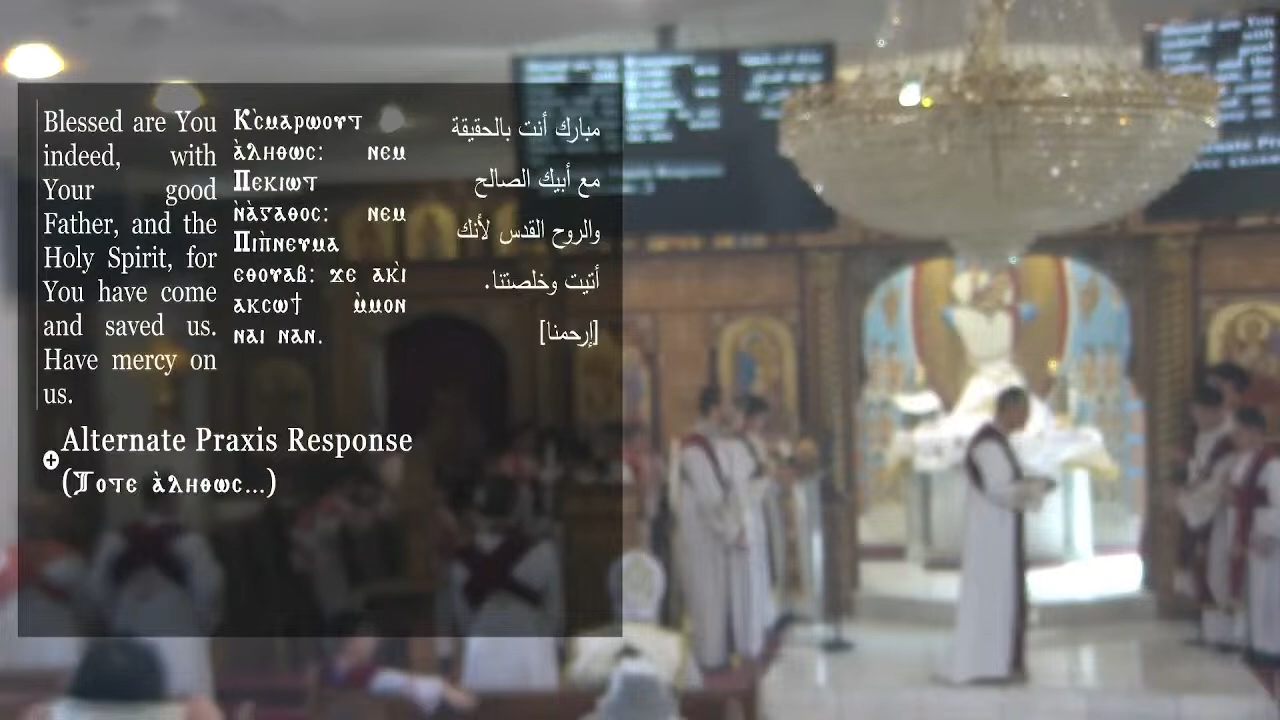 Blessed are You
indeed, with
Your good
Father, and the
Holy Spirit, for
You have come
and saved us.
Have mercy on
us.
Ⲕ̀ⲥⲙⲁⲣⲱⲟⲩⲧ
ⲁ̀ⲗⲏⲑⲱⲥ: ⲛⲉⲙ
Ⲡⲉⲕⲓⲱⲧ
ⲛ̀ⲁ̀ⲅⲁⲑⲟⲥ: ⲛⲉⲙ
Ⲡⲓⲡ̀ⲛⲉⲩⲙⲁ
ⲉⲑⲟⲩⲁⲃ: ϫⲉ ⲁⲕⲓ̀
ⲁⲕⲥⲱϯ ⲙ̀ⲙⲟⲛ
ⲛⲁⲓ ⲛⲁⲛ.
مبارك أنت بالحقيقة
مع أبيك الصالح
والروح القدس لأنك
أتيت وخلصتنا.
[إرحمنا]
Alternate Praxis Response
(Ⲧⲟⲧⲉ ⲁ̀ⲗⲏⲑⲱⲥ...)